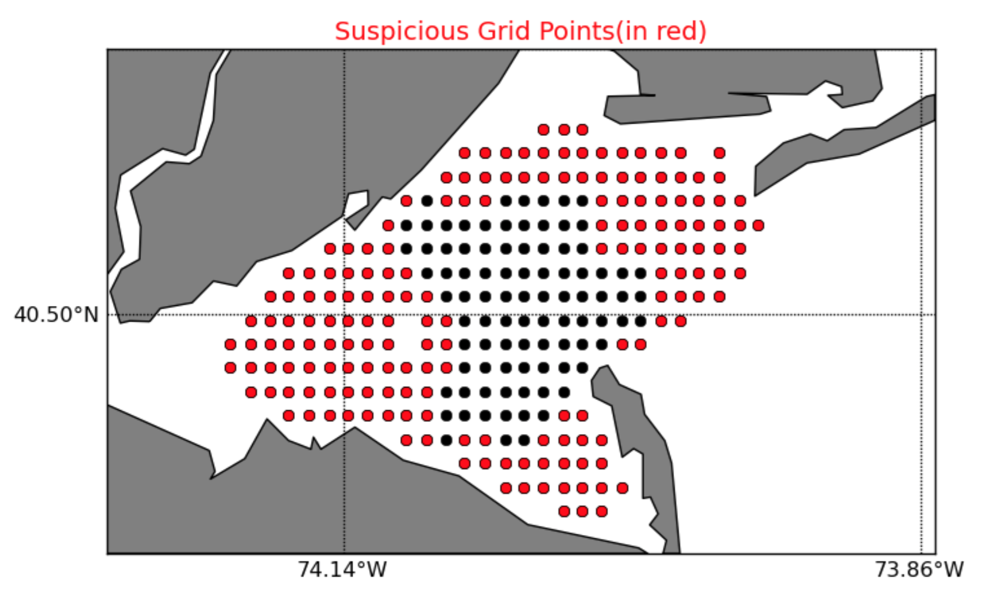 Suspicious Grid Points(in red)
40.50°N
74.14°W
73.86°W